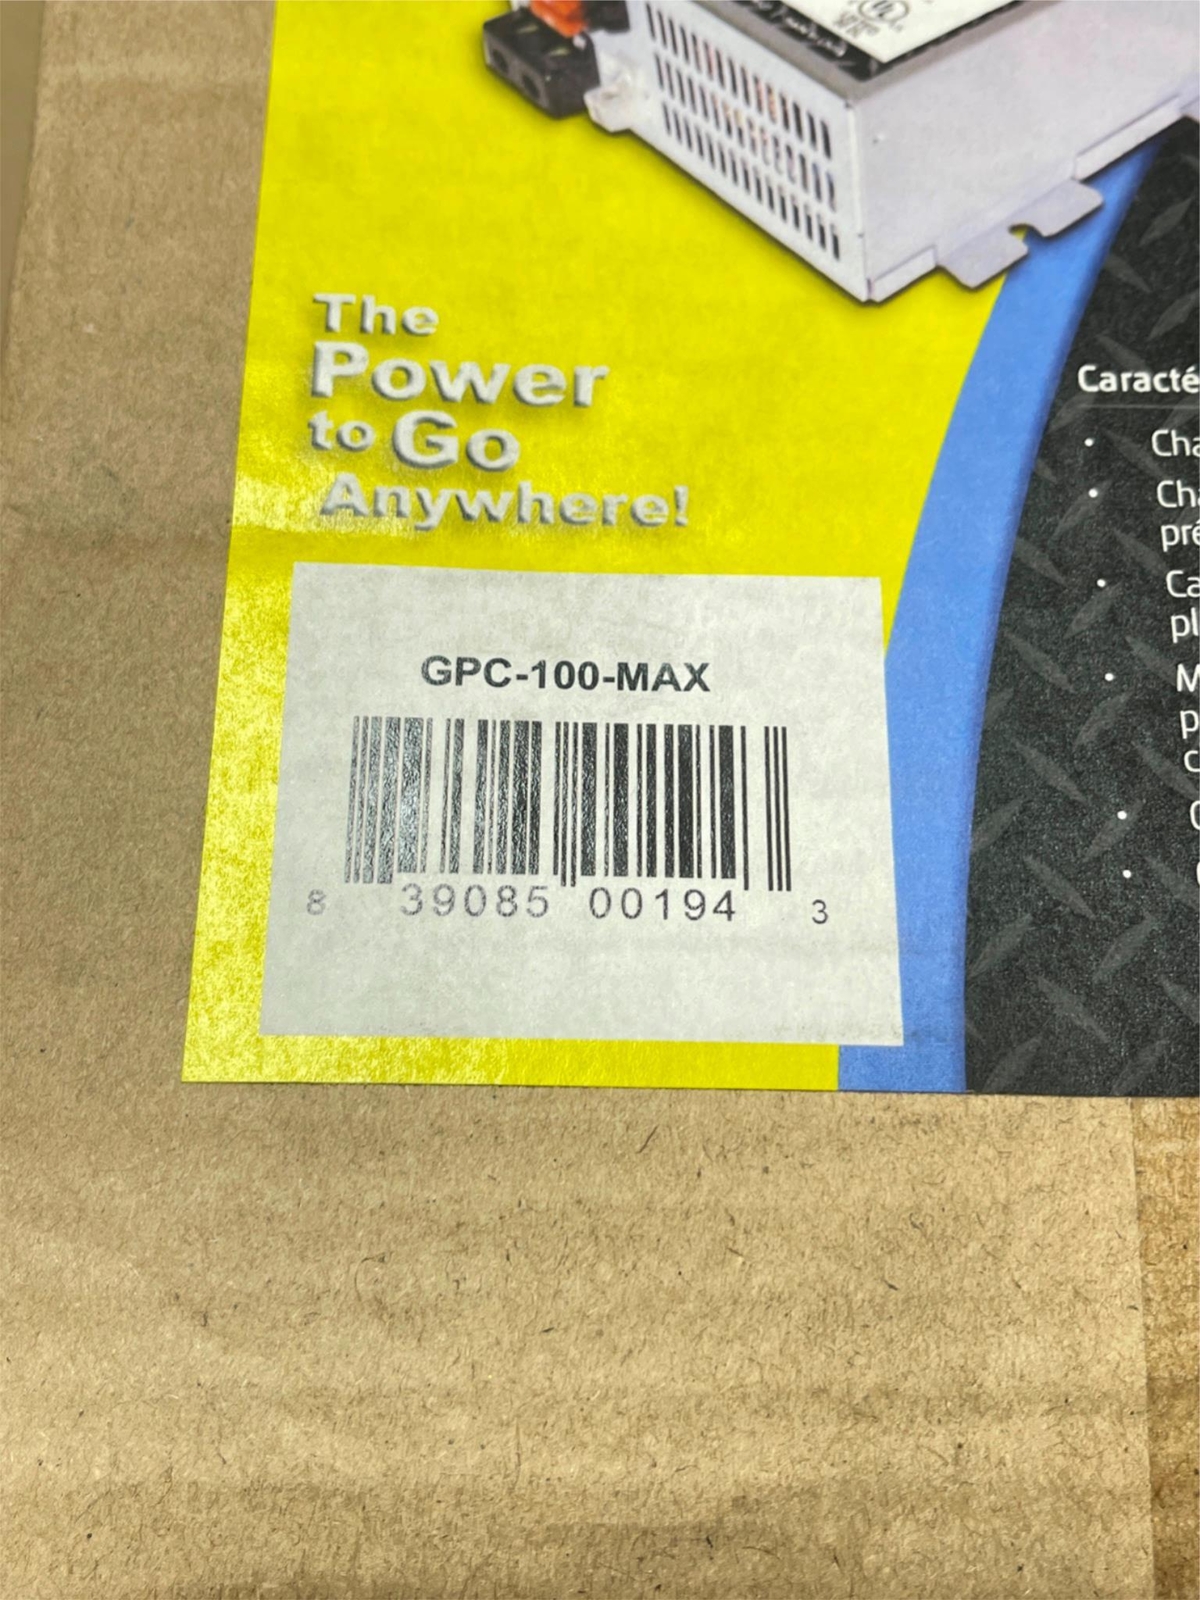 The
Power
to Go
Anywhere!
GPC-100-MAX
8 39085 00194 3
Caracté
Cha
Cha
pré
Ca
pl
M
p
c